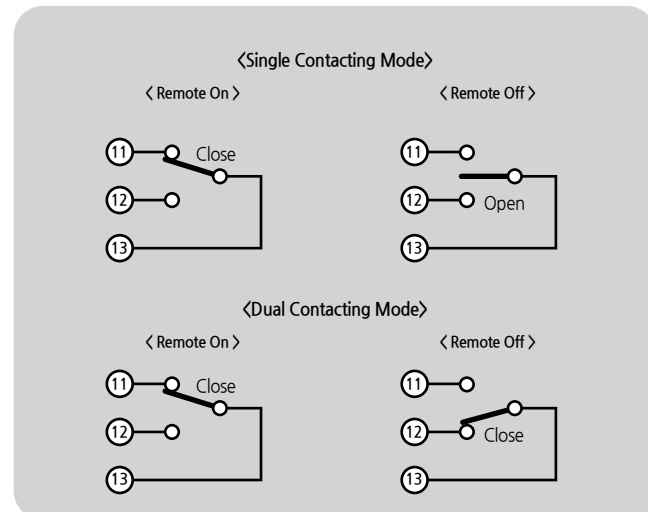 〈Single Contacting Mode〉
〈 Remote On 〉 〈 Remote Off 〉
11 Close 11
12 12 Open
13 13
〈Dual Contacting Mode〉
〈 Remote On 〉 〈 Remote Off 〉
11 Close 11
12 12 Close
13 13